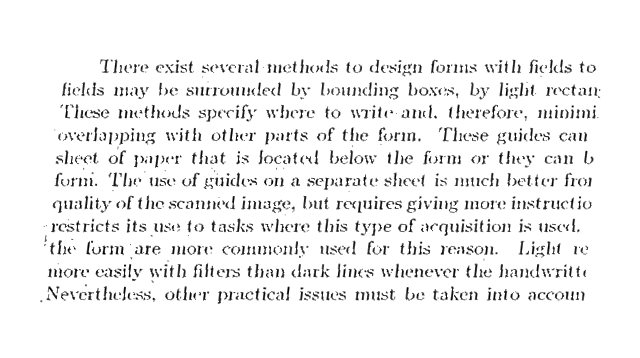 There exist several methods to design forms with fields to
fields may be surrounded by bounding boxes, by light rectan
These methods specify where to write and, therefore, minimi
overlapping with other parts of the form. These guides can
sheet of paper that is located below the form or they can b
form. The use of guides on a separate sheet is much better fror
quality of the scanned image, but requires giving more instructio
restricts its use to tasks where this type of acquisition is used.
the form are more commonly used for this reason. Light re
more easily with filters than dark lines whenever the handwritte
Nevertheless, other practical issues must be taken into accoun